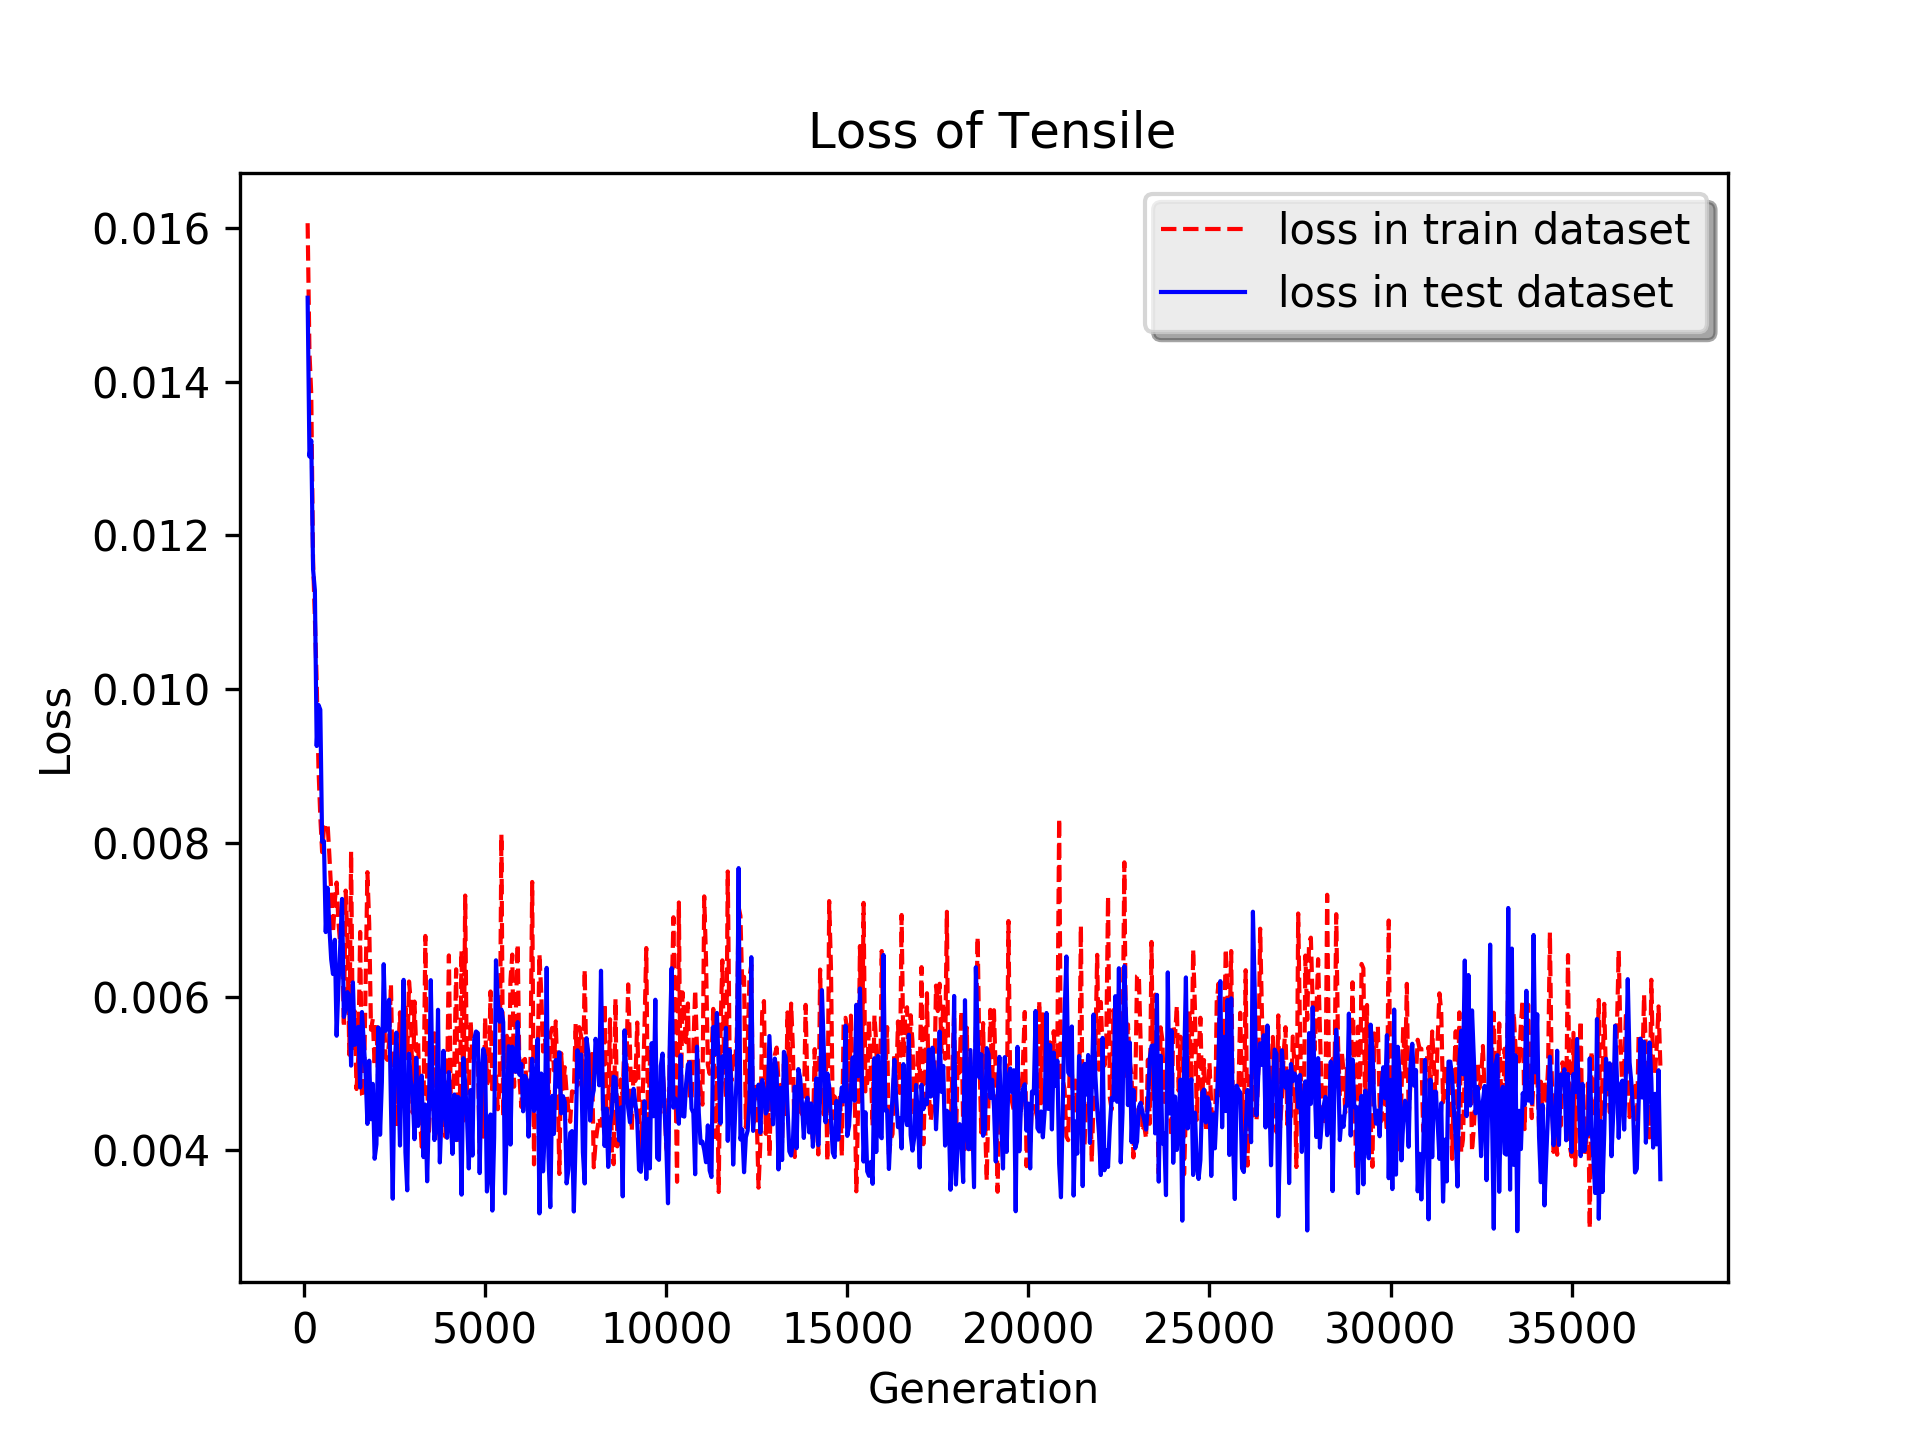 Loss of Tensile
loss in train dataset
loss in test dataset
0.016
0.014
0.012
0.010
0.008
0.006
0.004
Loss
0 5000 10000 15000 20000 25000 30000 35000
Generation